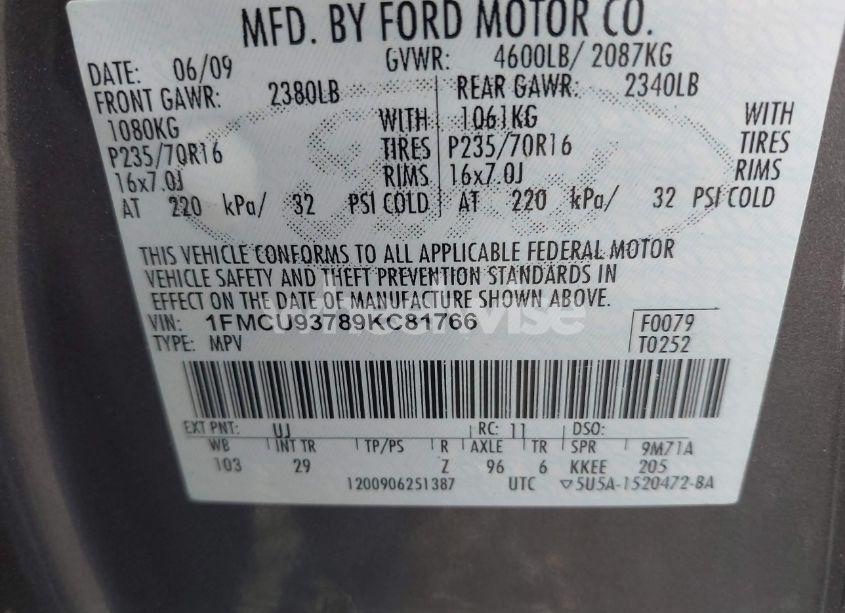 MFD. BY FORD MOTOR CO.
DATE: 06/09 GVWR: 4600LB/ 2087KG
FRONT GAWR: 2380LB REAR GAWR: 2340LB
1080KG WITH 1061KG WITH
P235/70R16 TIRES P235/70R16 TIRES
16x7.0J RIMS 16x7.0J RIMS
AT 220 kPa/ 32 PSI COLD AT 220 kPa/ 32 PSI COLD
THIS VEHICLE CONFORMS TO ALL APPLICABLE FEDERAL MOTOR
VEHICLE SAFETY AND THEFT PREVENTION STANDARDS IN
EFFECT ON THE DATE OF MANUFACTURE SHOWN ABOVE.
VIN: 1FMCU93789KC81766 F0079
TYPE: MPV T0252
EXT PNT: UJ RC: 11 DSO:
WB INT TR TP/PS R AXLE TR SPR 9M71A
103 29 Z 96 6 KKEE 205
1200906251387 UTC ▽5U5A-1520472-BA